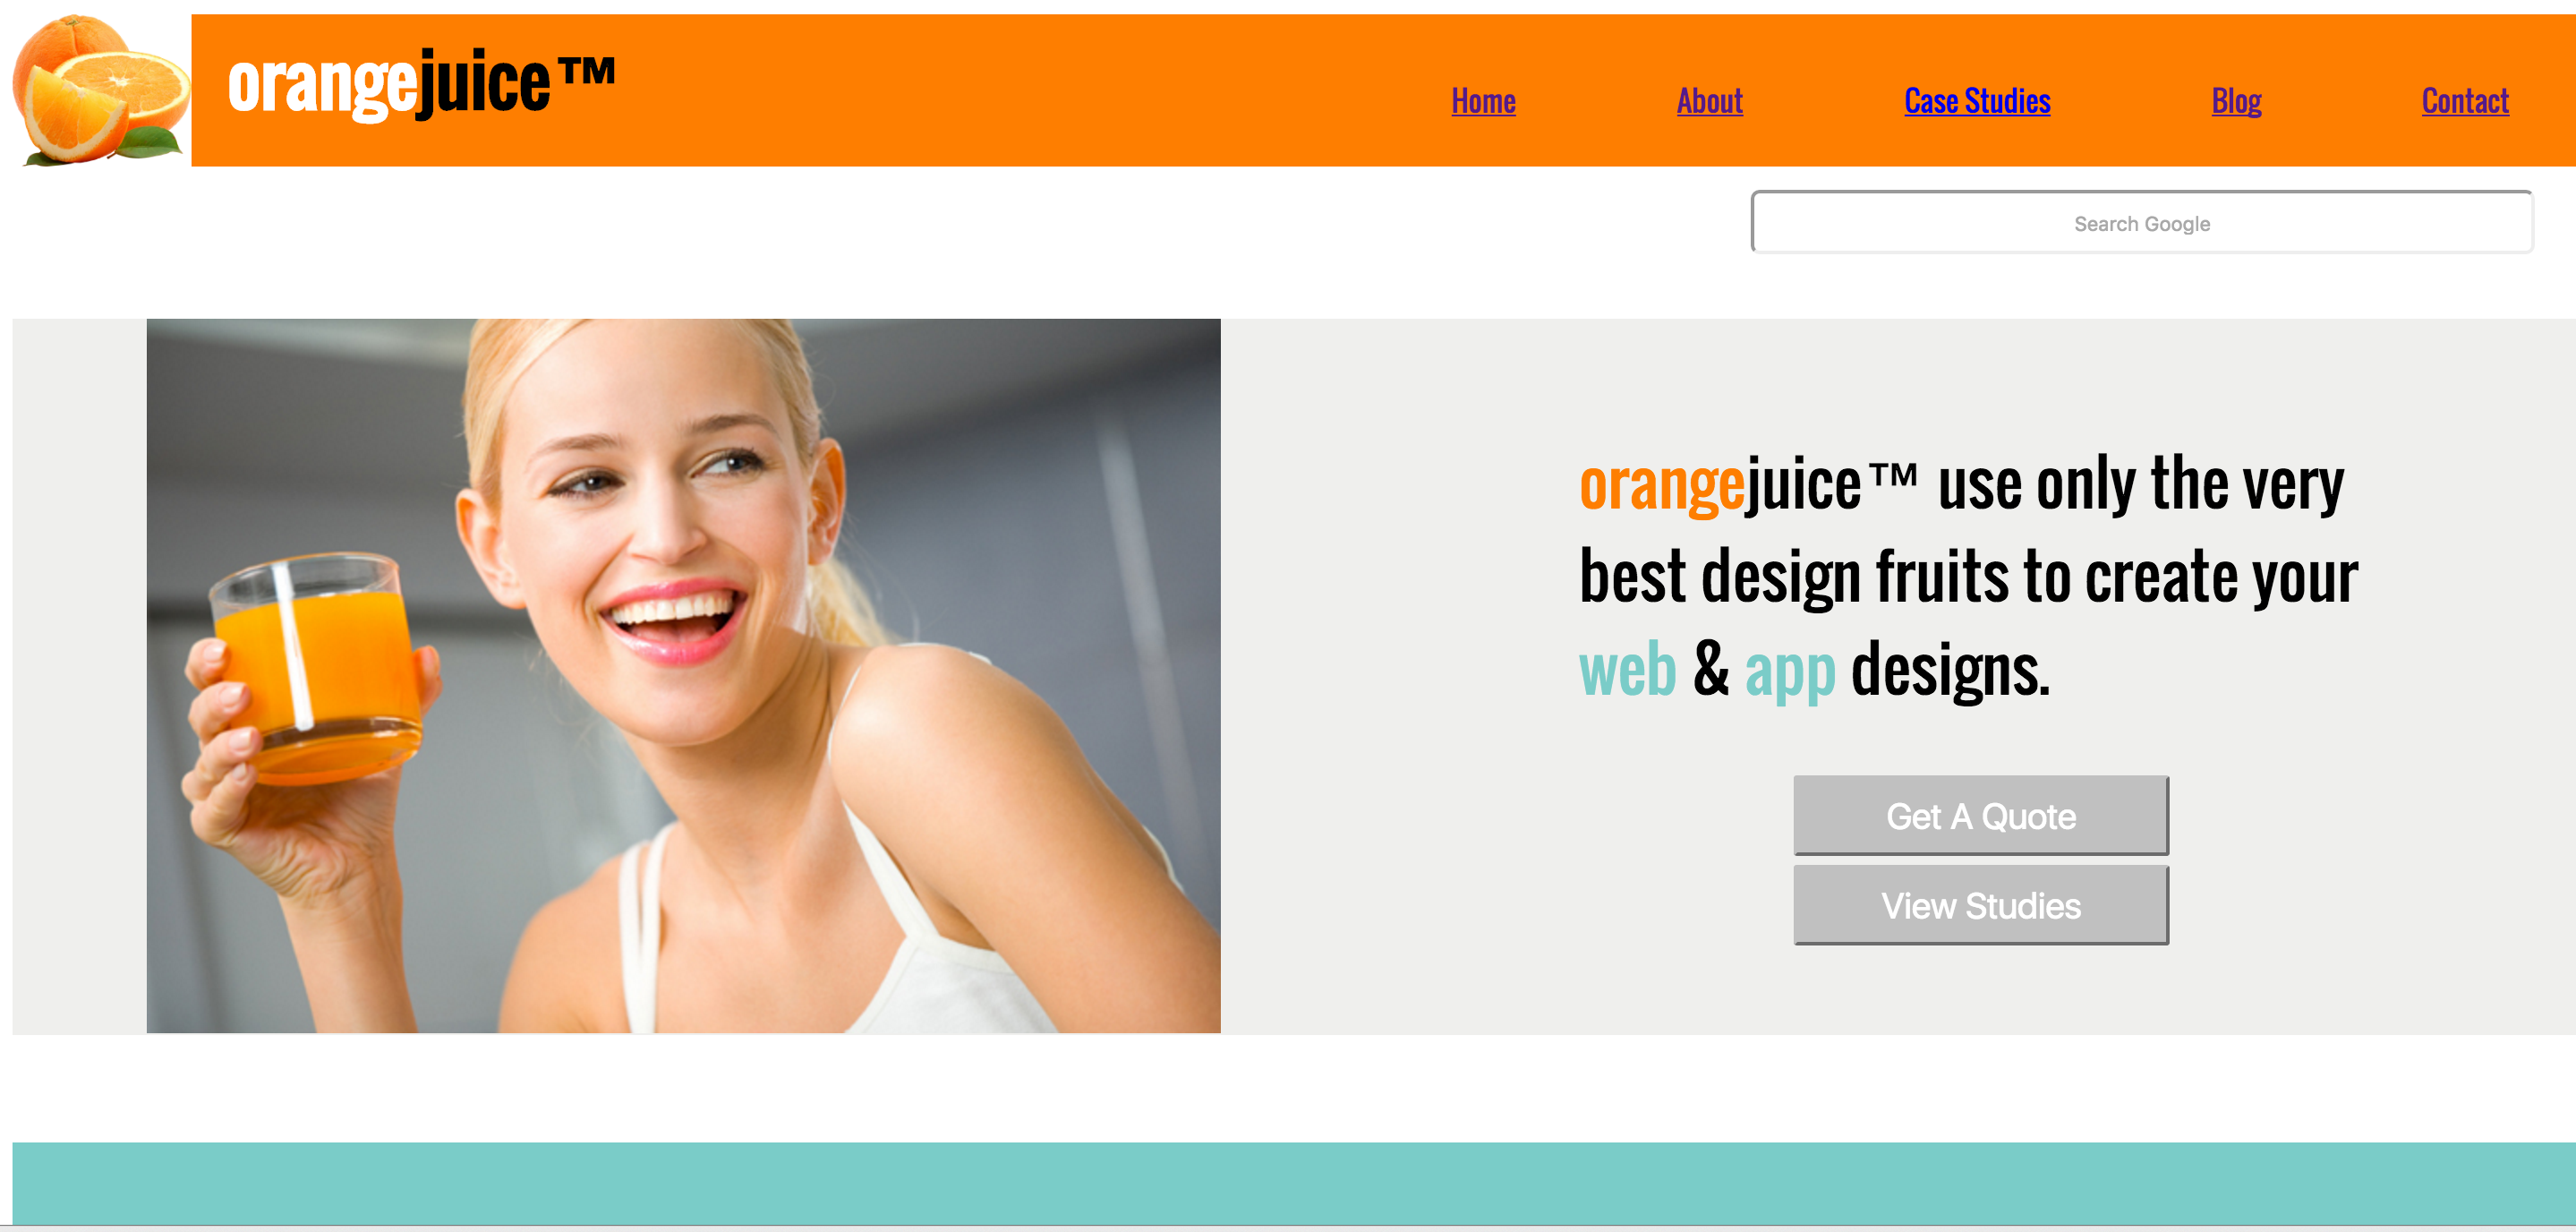 orangejuice™
Home About Case Studies Blog Contact
Search Google
orangejuice™ use only the very
best design fruits to create your
web & app designs.
Get A Quote
View Studies